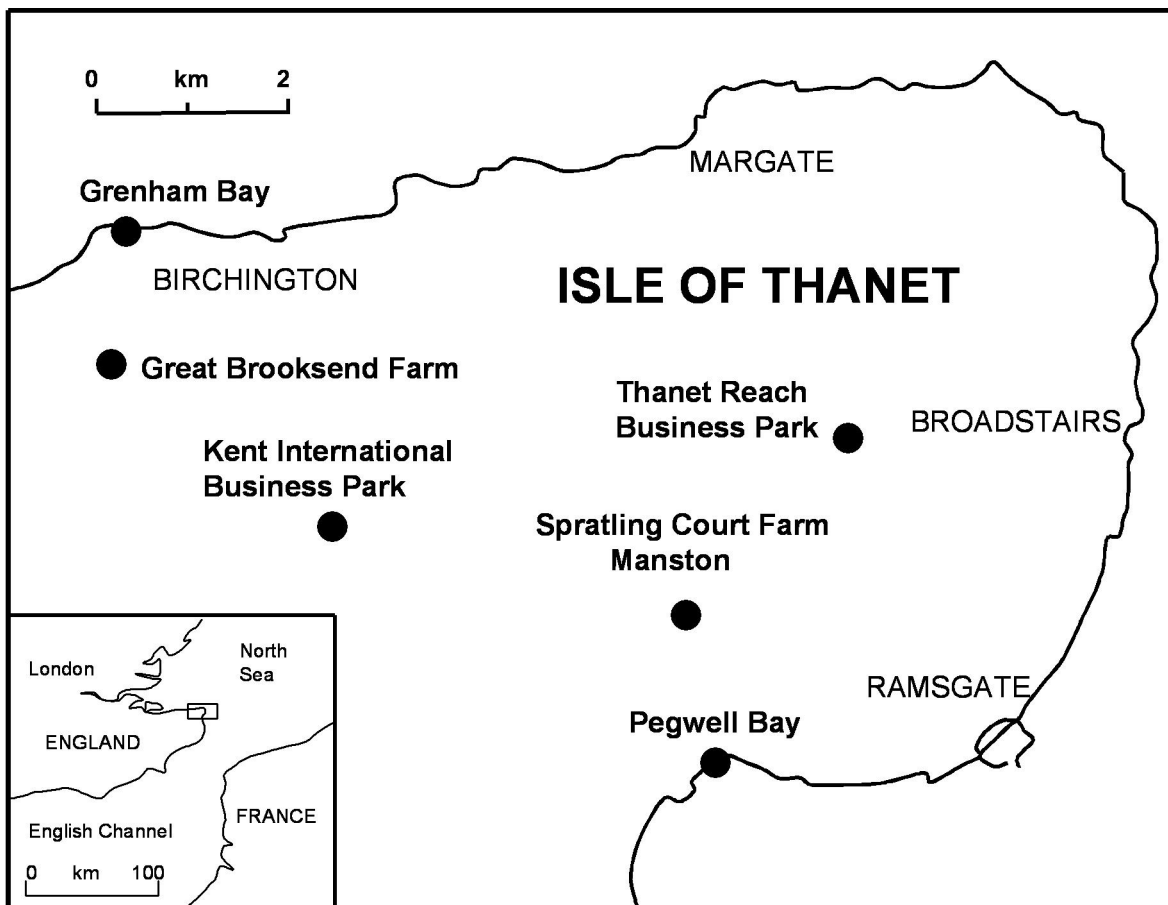 0 km 2
MARGATE
Grenham Bay
BIRCHINGTON
ISLE OF THANET
Great Brooksend Farm
Thanet Reach
Business Park
BROADSTAIRS
Kent International
Business Park
Spratling Court Farm
Manston
RAMSGATE
Pegwell Bay
London
North
Sea
ENGLAND
FRANCE
English Channel
0 km 100